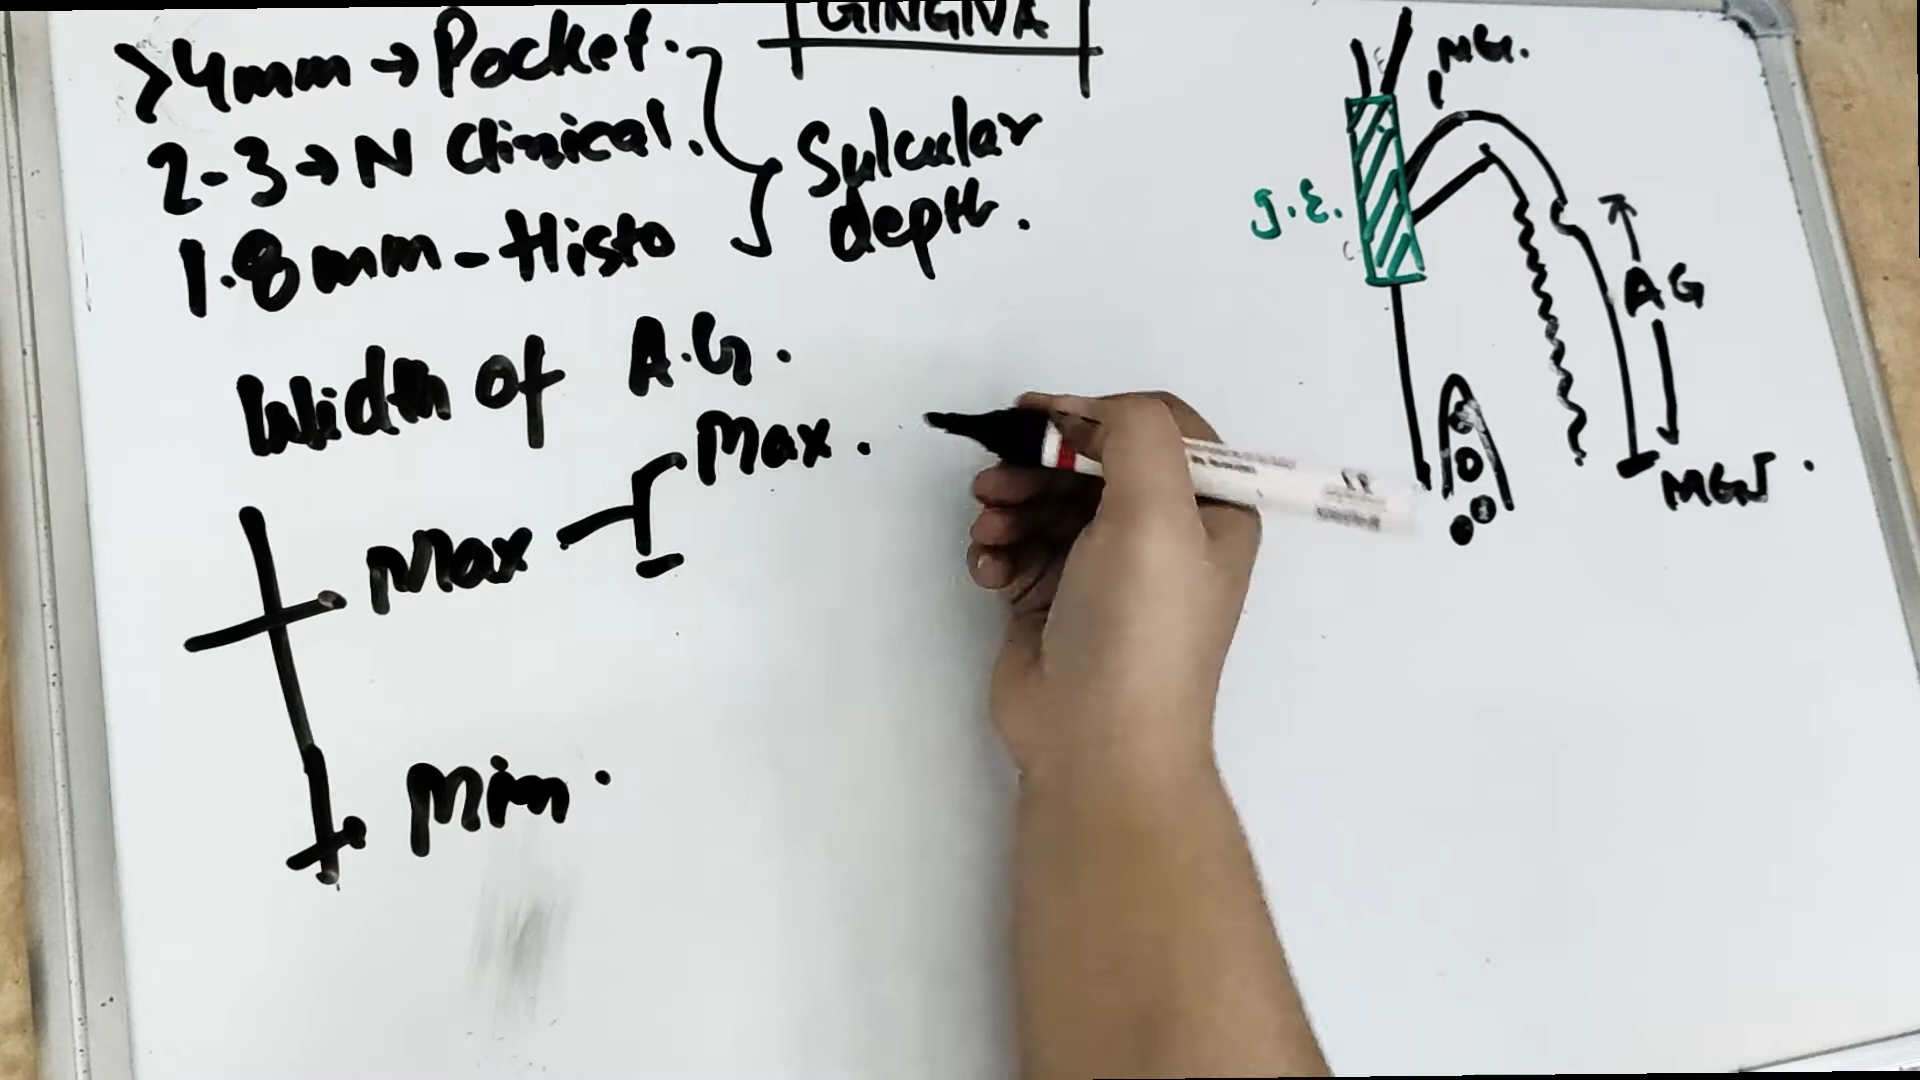 GINGIVA
>4mm → Pocket.
2-3 → N Clinical.
1.8mm - Histo
Sulcular
depth.
Width of A.G.
Max
Max.
Min.
MG.
J.E.
AG
MGJ.